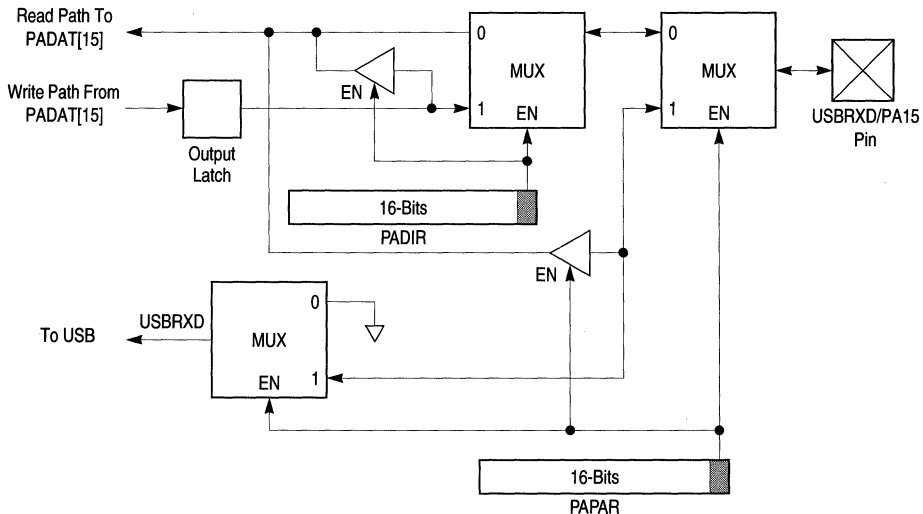 Read Path To
PADAT[15]
0
0
MUX
MUX
EN
Write Path From
PADAT[15]
1
EN
1
EN
USBRXD/PA15
Pin
Output
Latch
16-Bits
PADIR
EN
0
USBRXD
To USB
MUX
EN
1
16-Bits
PAPAR